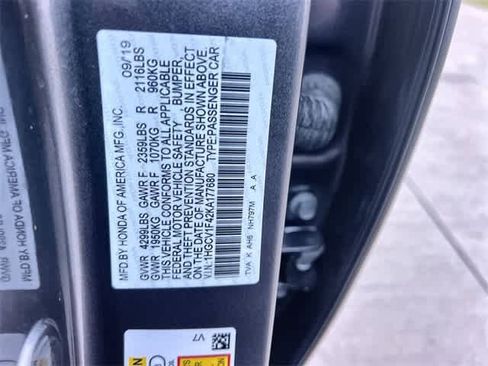 MFD BY HONDA OF AMERICA MFG., INC. 09/19
GVWR 4299LBS GAWR F 2359LBS R 2116LBS
GVWR 1950KG GAWR F 1070KG R 960KG
THIS VEHICLE CONFORMS TO ALL APPLICABLE
FEDERAL MOTOR VEHICLE SAFETY BUMPER,
AND THEFT PREVENTION STANDARDS IN EFFECT
ON THE DATE OF MANUFACTURE SHOWN ABOVE.
V.I.N.: 1HGCV1F42KA177680 TYPE:PASSENGER CAR
TVA K AH6 NH797M A A
V7